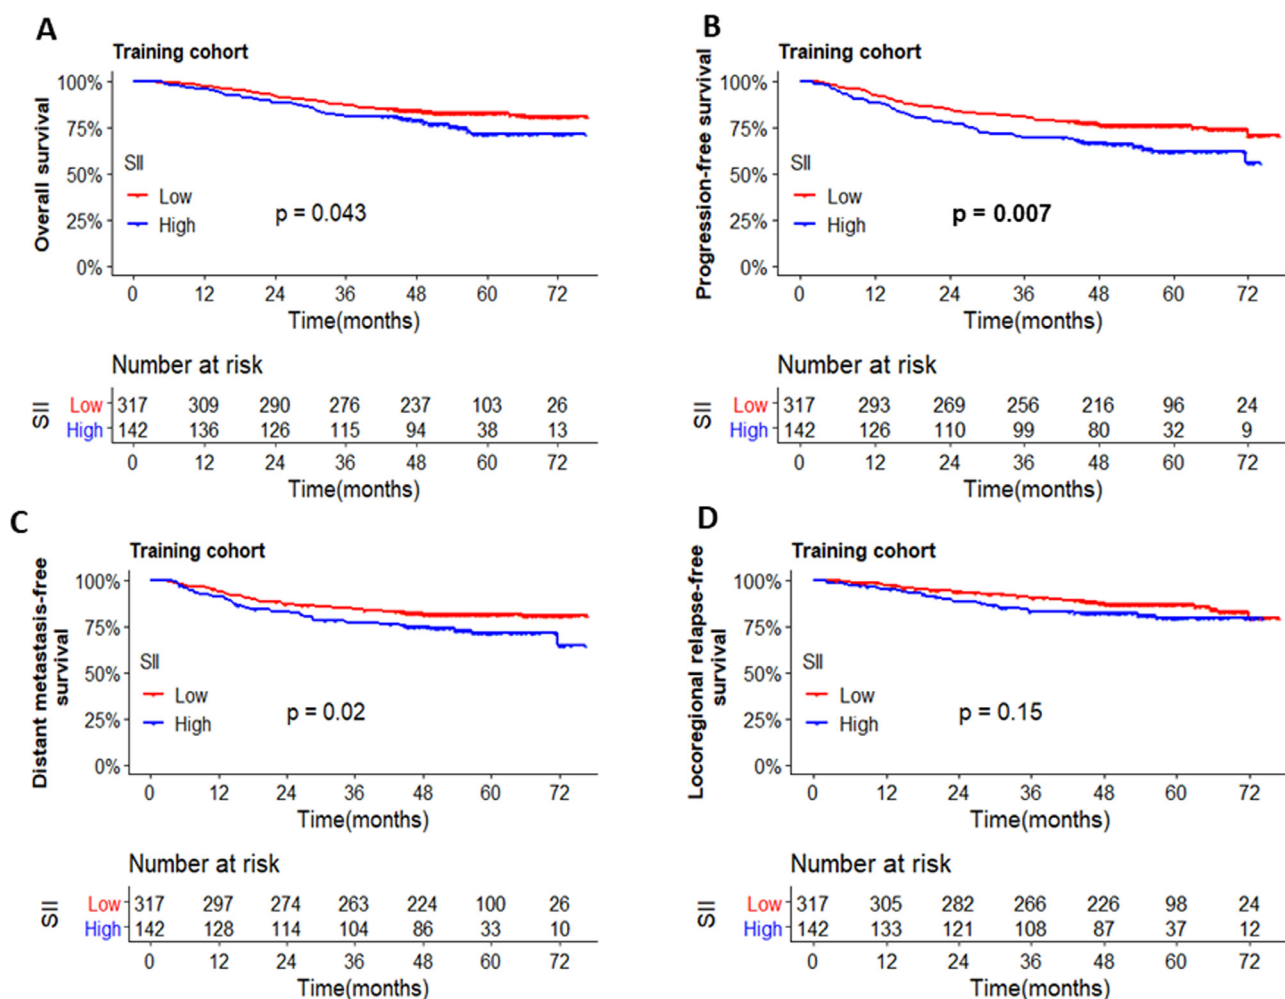 A
Training cohort
Overall survival
100%
75%
50%
25%
0%
SII
Low
High
p = 0.043
0 12 24 36 48 60 72
Time(months)
Number at risk
SII
Low 317 309 290 276 237 103 26
High 142 136 126 115 94 38 13
0 12 24 36 48 60 72
Time(months)
B
Training cohort
Progression-free survival
100%
75%
50%
25%
0%
SII
Low
High
p = 0.007
0 12 24 36 48 60 72
Time(months)
Number at risk
SII
Low 317 293 269 256 216 96 24
High 142 126 110 99 80 32 9
0 12 24 36 48 60 72
Time(months)
C
Training cohort
Distant metastasis-free
survival
100%
75%
50%
25%
0%
SII
Low
High
p = 0.02
0 12 24 36 48 60 72
Time(months)
Number at risk
SII
Low 317 297 274 263 224 100 26
High 142 128 114 104 86 33 10
0 12 24 36 48 60 72
Time(months)
D
Training cohort
Locoregional relapse-free
survival
100%
75%
50%
25%
0%
SII
Low
High
p = 0.15
0 12 24 36 48 60 72
Time(months)
Number at risk
SII
Low 317 305 282 266 226 98 24
High 142 133 121 108 87 37 12
0 12 24 36 48 60 72
Time(months)